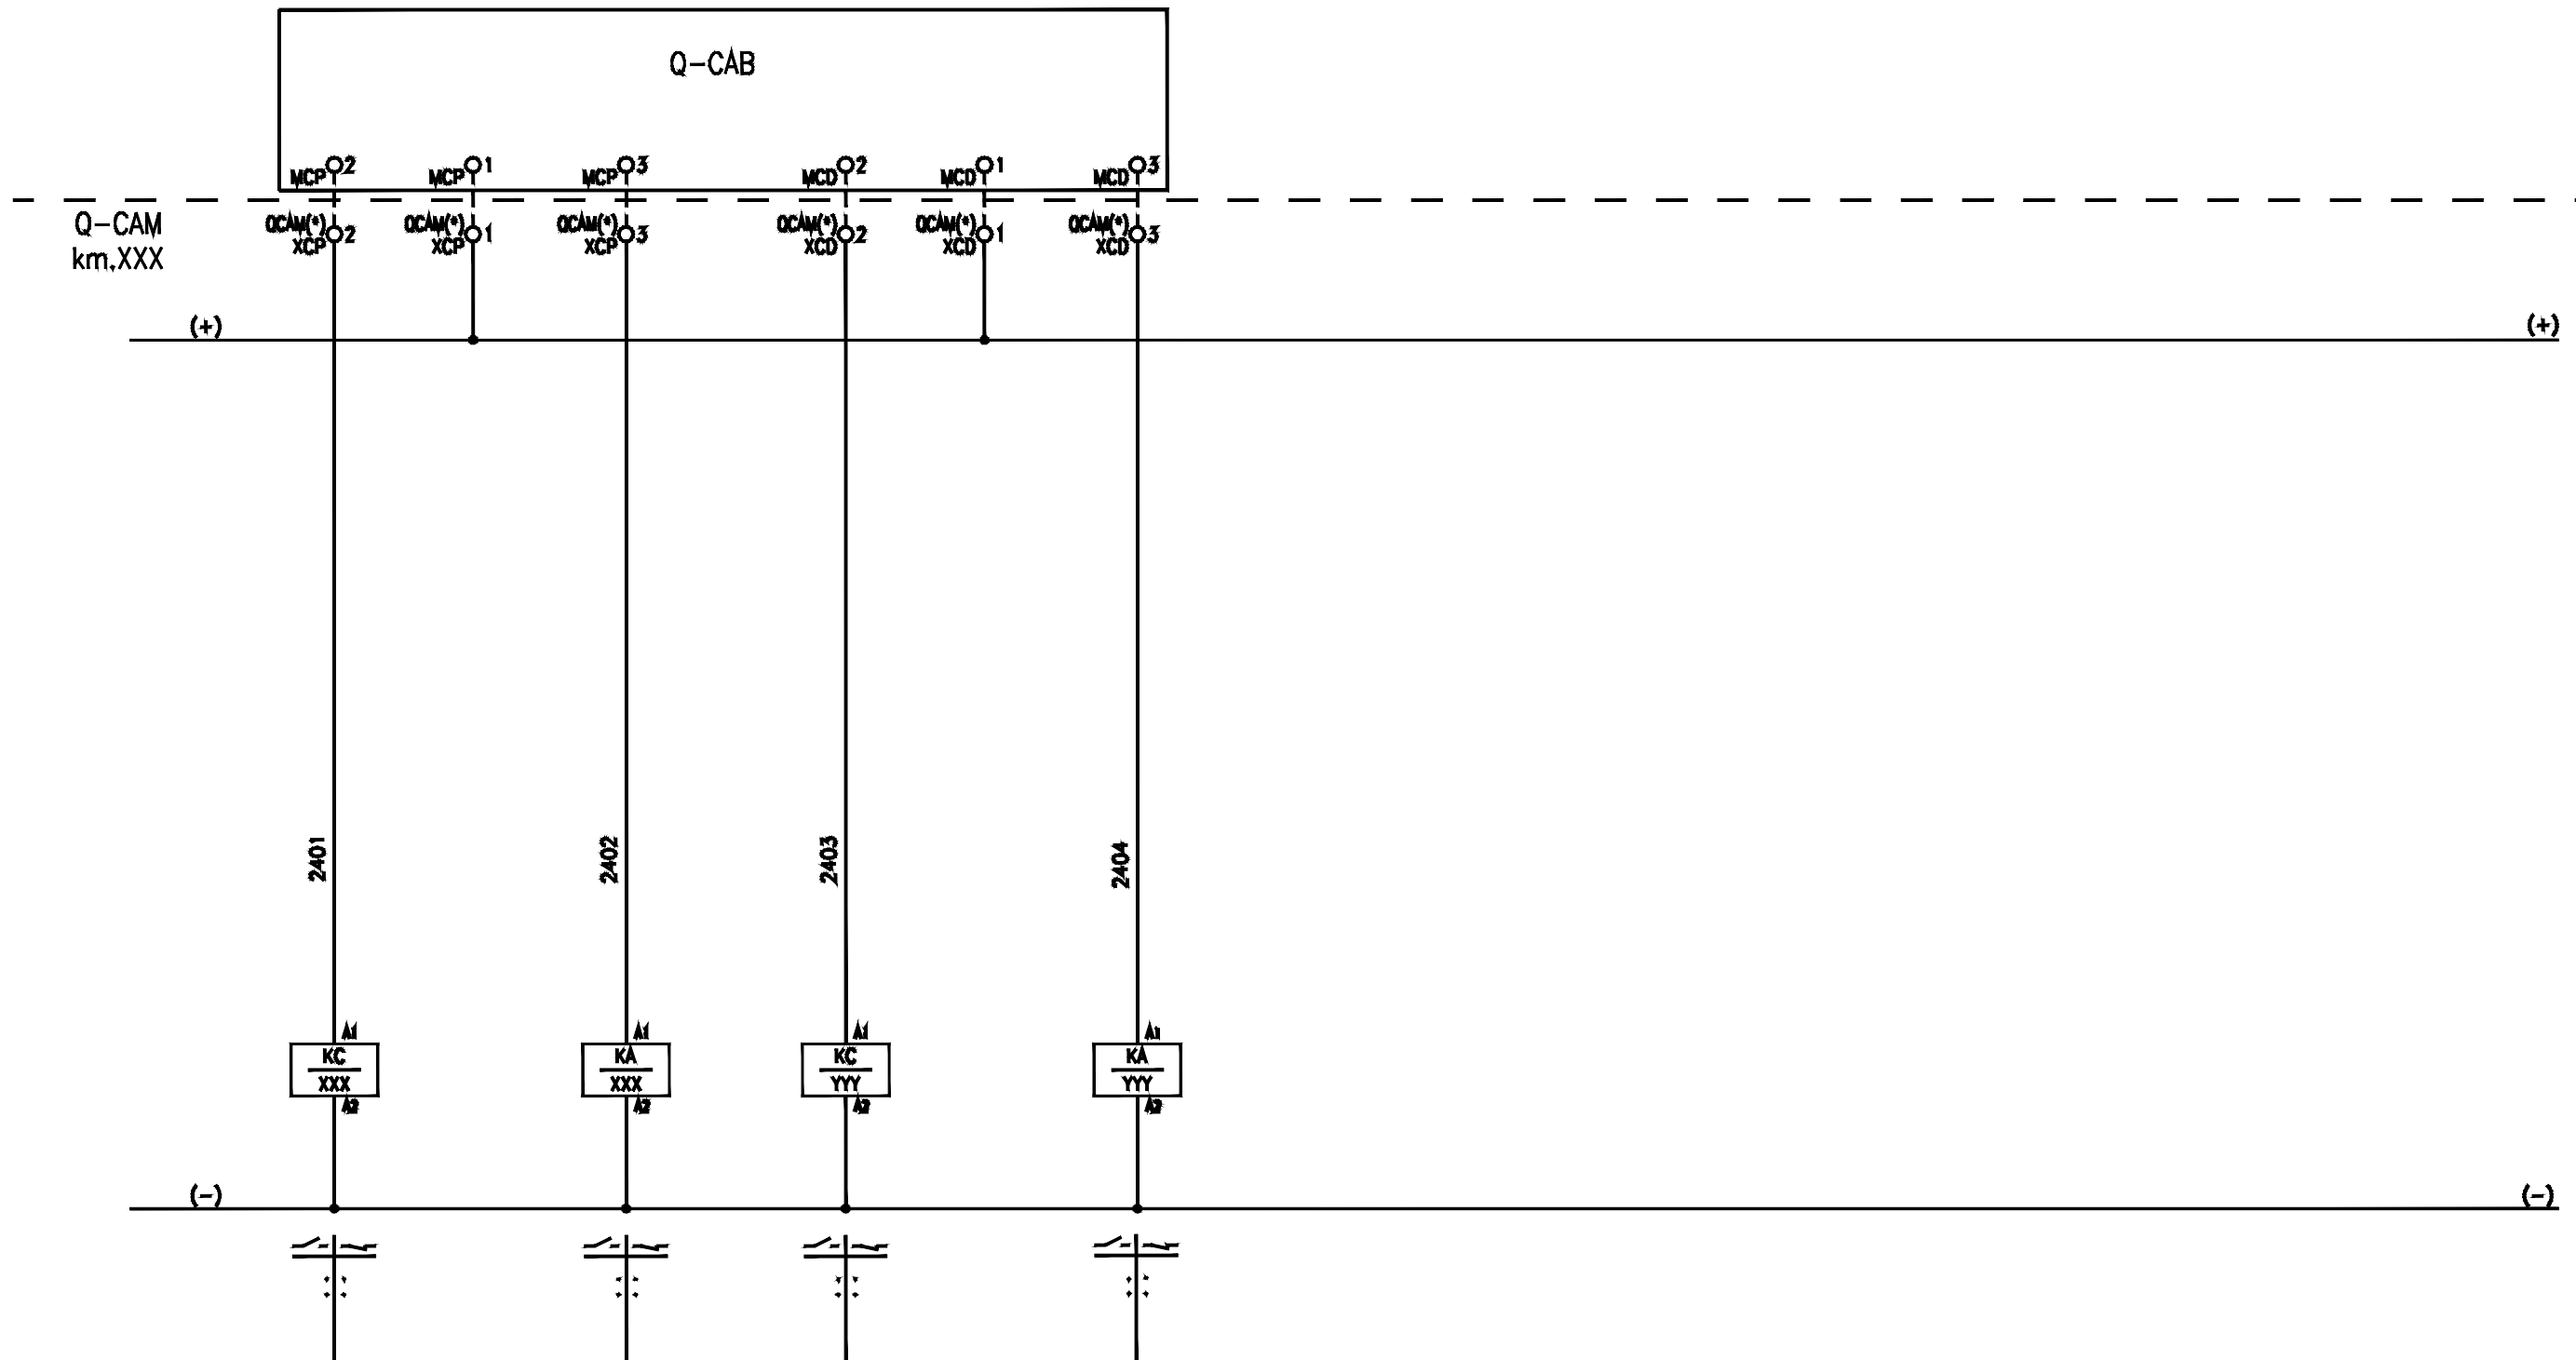 Q-CAB
2 1 3 2 1 3
MCP MCP MCP MCD MCD MCD
Q-CAM
km.XXX
QCAM(*) QCAM(*) QCAM(*) QCAM(*) QCAM(*) QCAM(*)
2 1 3 2 1 3
XCP XCP XCP XCD XCD XCD
(+) (+)
2401 2402 2403 2404
A1 A1 A1 A1
KC KA KC KA
XXX XXX YYY YYY
A2 A2 A2 A2
(-) (-)